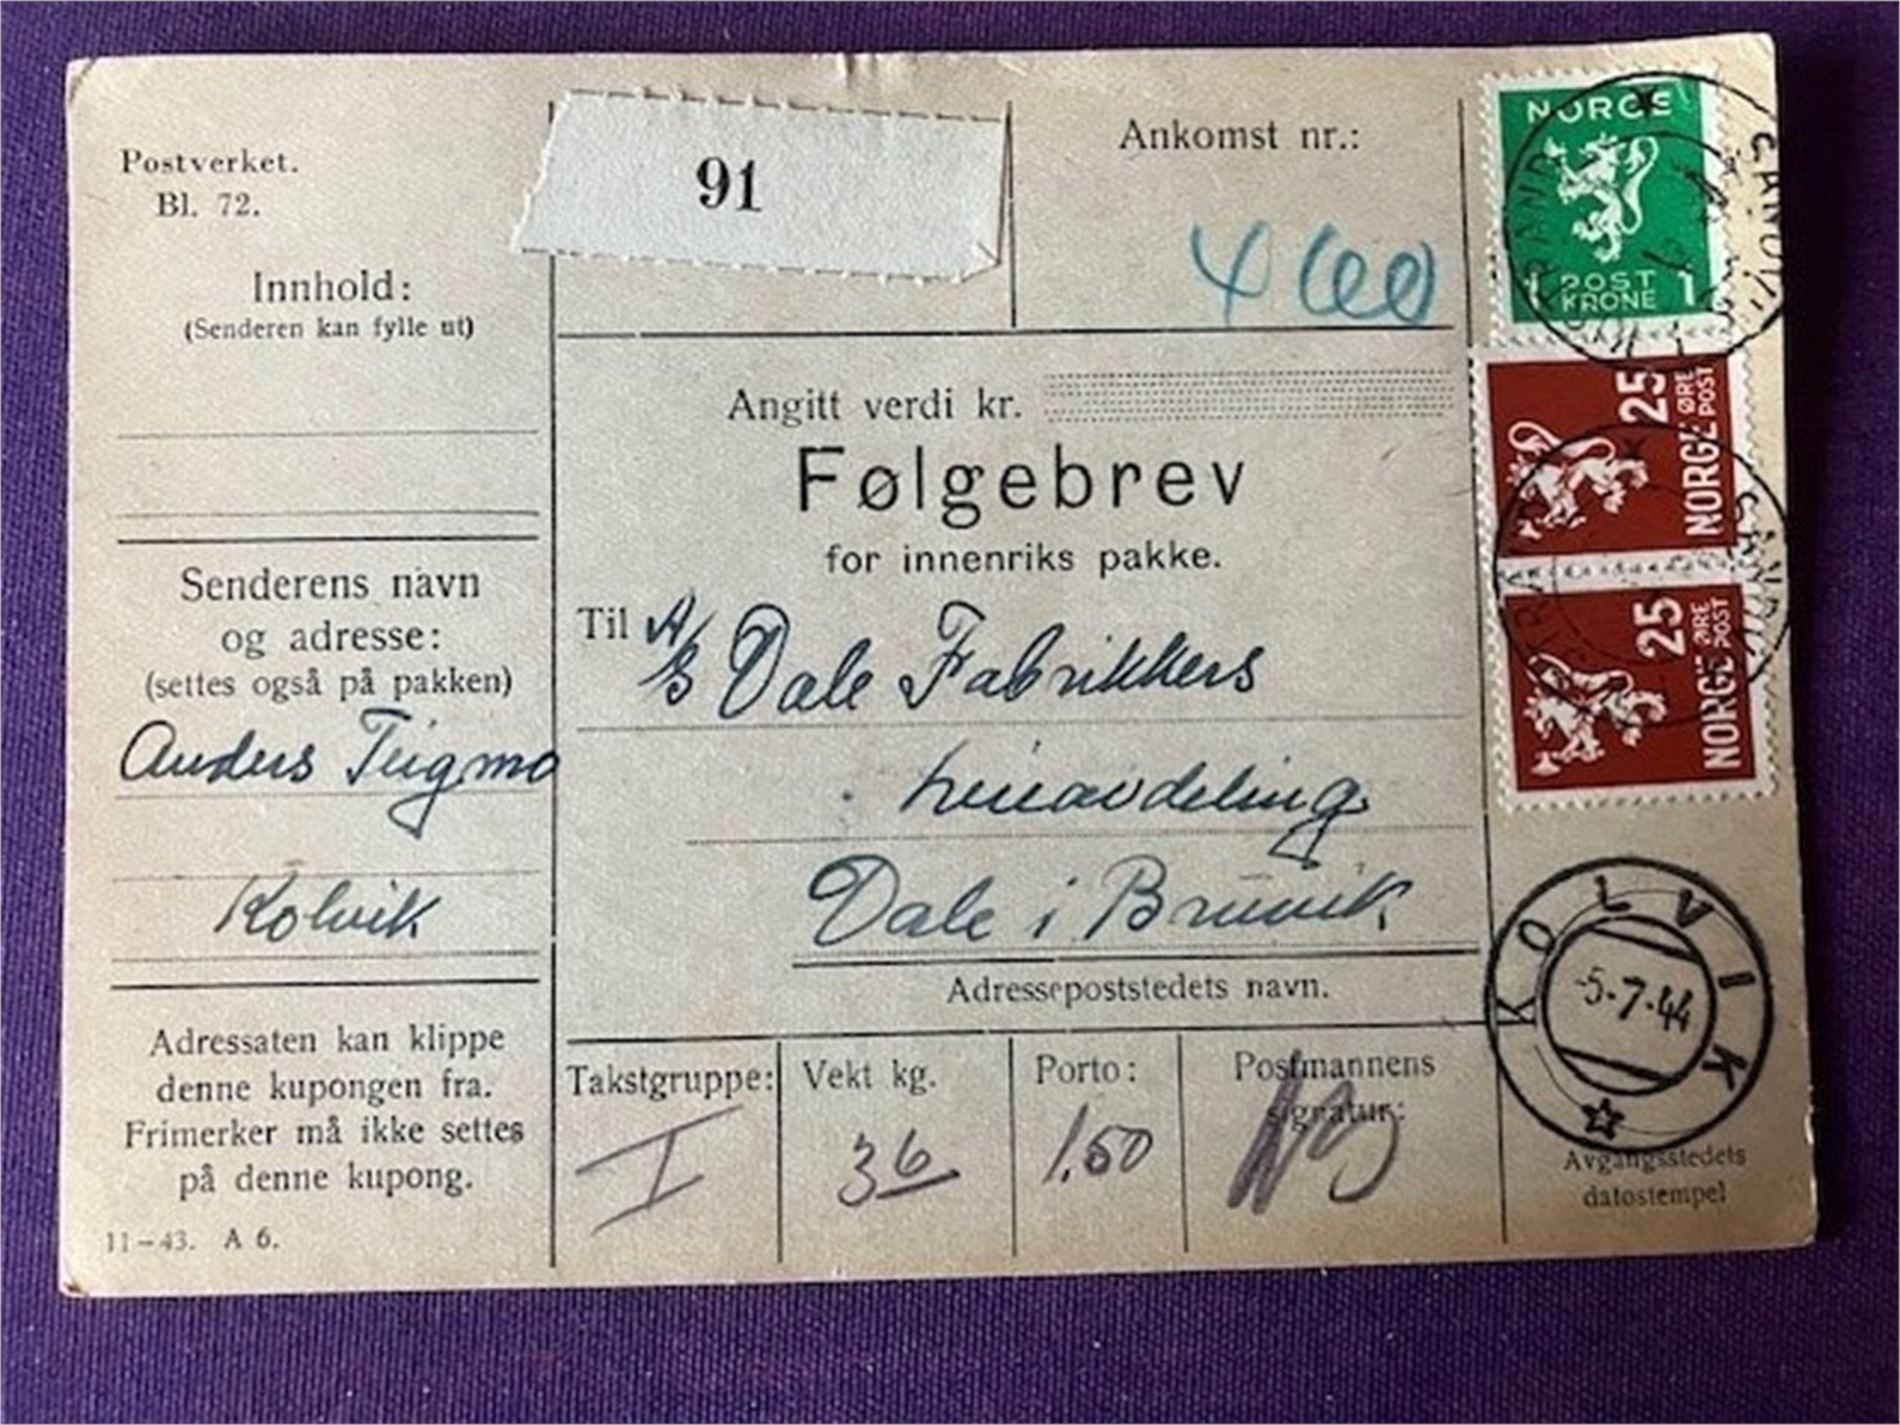 Postverket.
Bl. 72.
Innhold:
(Senderen kan fylle ut)
Senderens navn
og adresse:
(settes også på pakken)
Anders Teigmo
Kolvik
Adressaten kan klippe
denne kupongen fra.
Frimerker må ikke settes
på denne kupong.
11-43. A 6.
91
Ankomst nr.:
Angitt verdi kr.
Følgebrev
for innenriks pakke.
Til A/S Dale Fabrikkers
Dale i Bruvik
Adressepoststedets navn.
Takstgruppe:
I
Vekt kg.
36
Porto:
1.50
Postmannens
signatur:
NORGE
1 POST 1
KRONE
25
ØRE
POST
NORGE
25
ØRE
POST
NORGE
KOLVIK
-5-7-44
Avgangsstedets
datostempel